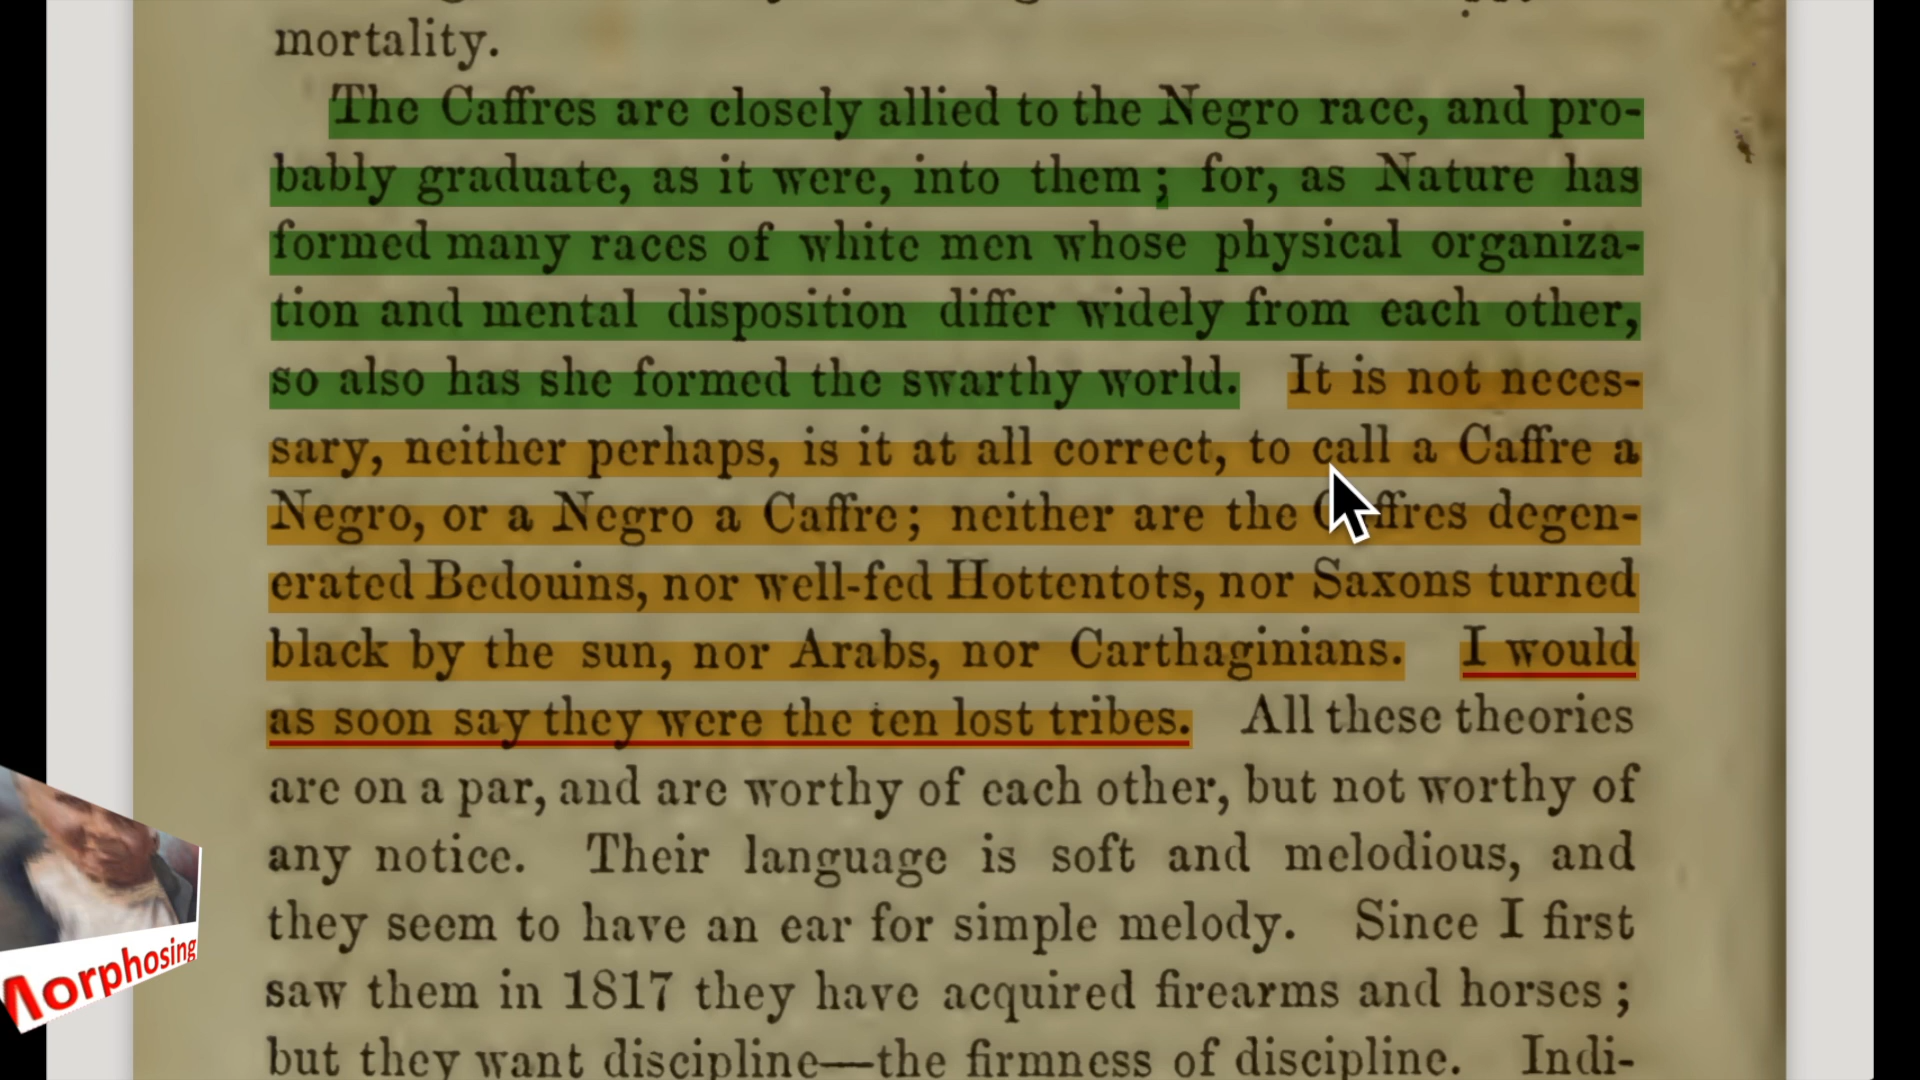 mortality.
The Caffres are closely allied to the Negro race, and pro-
bably graduate, as it were, into them ; for, as Nature has
formed many races of white men whose physical organiza-
tion and mental disposition differ widely from each other,
so also has she formed the swarthy world. It is not neces-
sary, neither perhaps, is it at all correct, to call a Caffre a
Negro, or a Negro a Caffre ; neither are the Caffres degen-
erated Bedouins, nor well-fed Hottentots, nor Saxons turned
black by the sun, nor Arabs, nor Carthaginians. I would
as soon say they were the ten lost tribes. All these theories
are on a par, and are worthy of each other, but not worthy of
any notice. Their language is soft and melodious, and
they seem to have an ear for simple melody. Since I first
saw them in 1817 they have acquired firearms and horses ;
but they want discipline—the firmness of discipline. Indi-
Morphosing